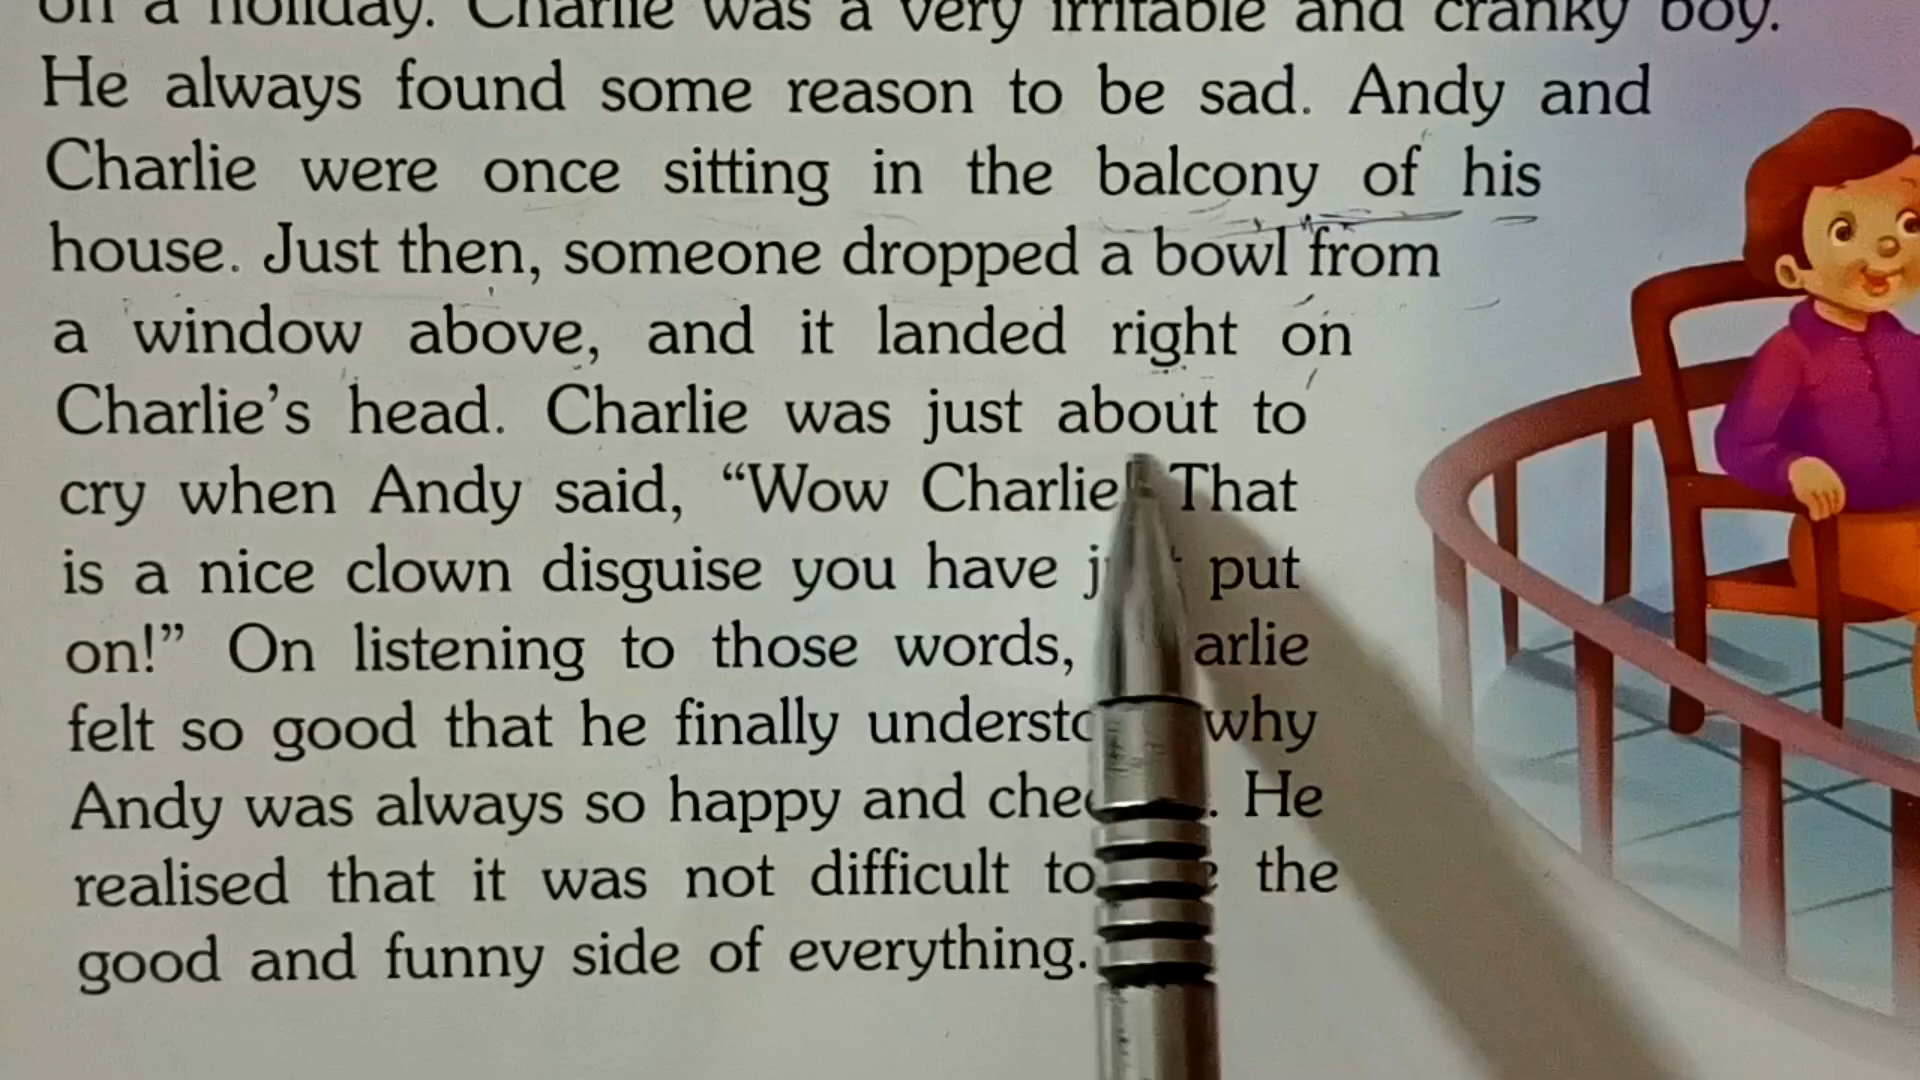 on a holiday. Charlie was a very irritable and cranky boy.
He always found some reason to be sad. Andy and
Charlie were once sitting in the balcony of his
house. Just then, someone dropped a bowl from
a window above, and it landed right on
Charlie's head. Charlie was just about to
cry when Andy said, “Wow Charlie That
is a nice clown disguise you have put
on!” On listening to those words, arlie
felt so good that he finally why
Andy was always so happy and . He
realised that it was not difficult to the
good and funny side of everything.